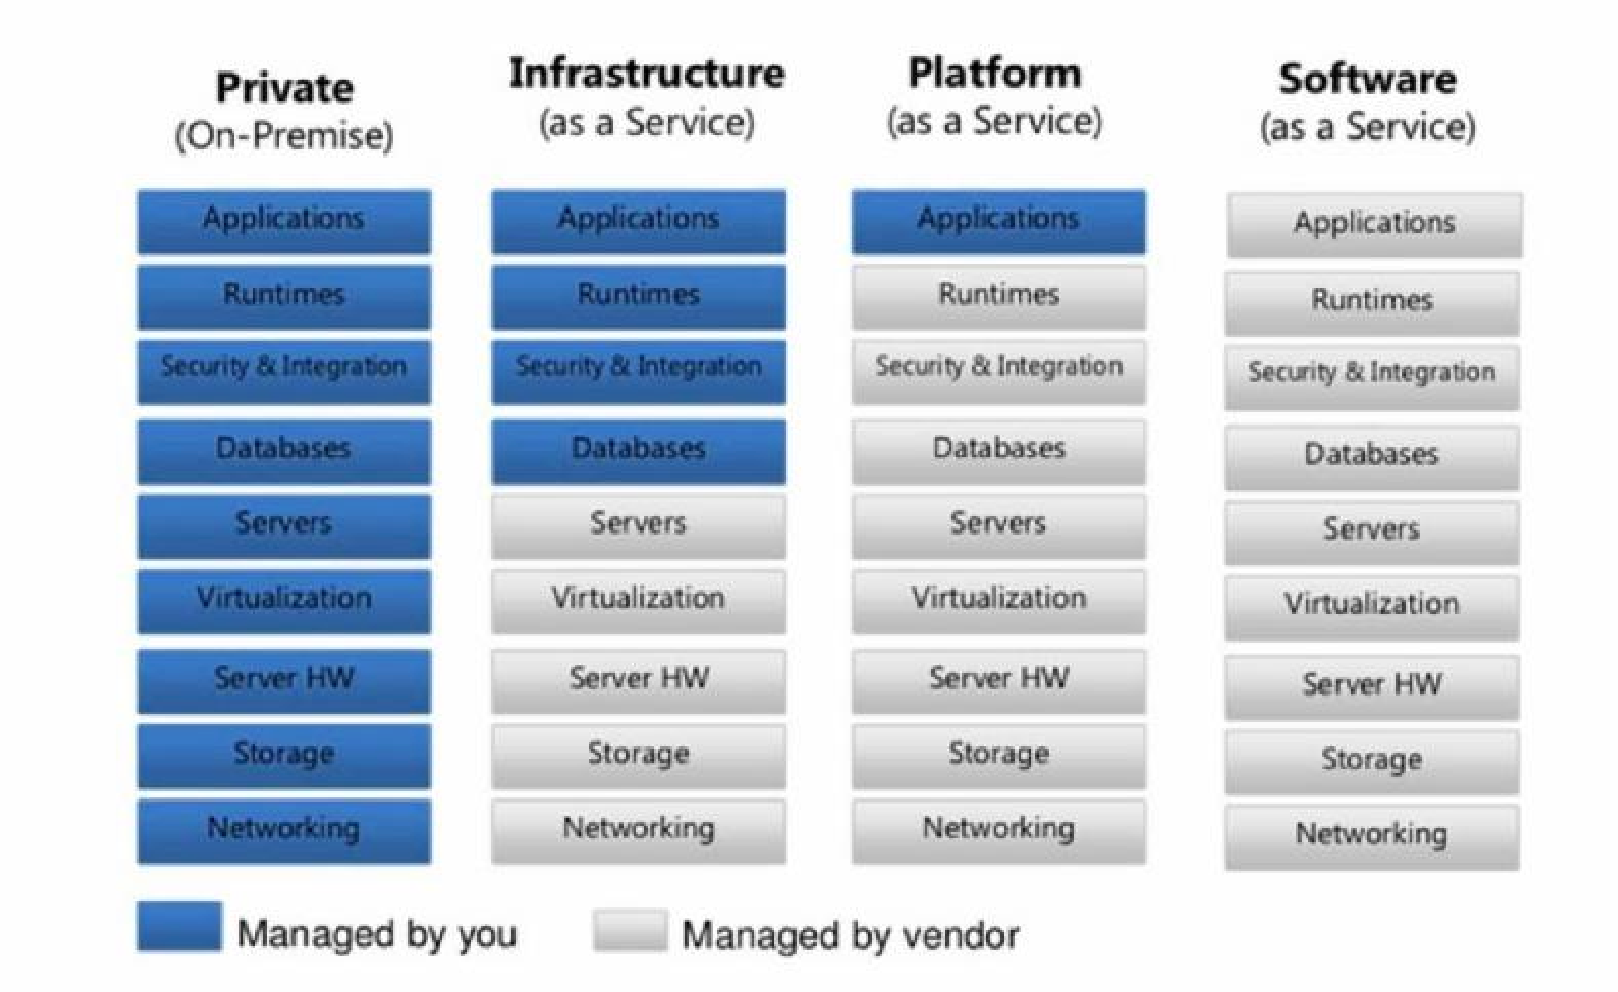 Private
(On-Premise)
Applications
Runtimes
Security & Integration
Databases
Servers
Virtualization
Server HW
Storage
Networking
Infrastructure
(as a Service)
Applications
Runtimes
Security & Integration
Databases
Servers
Virtualization
Server HW
Storage
Networking
Platform
(as a Service)
Applications
Runtimes
Security & Integration
Databases
Servers
Virtualization
Server HW
Storage
Networking
Software
(as a Service)
Applications
Runtimes
Security & Integration
Databases
Servers
Virtualization
Server HW
Storage
Networking
Managed by you
Managed by vendor